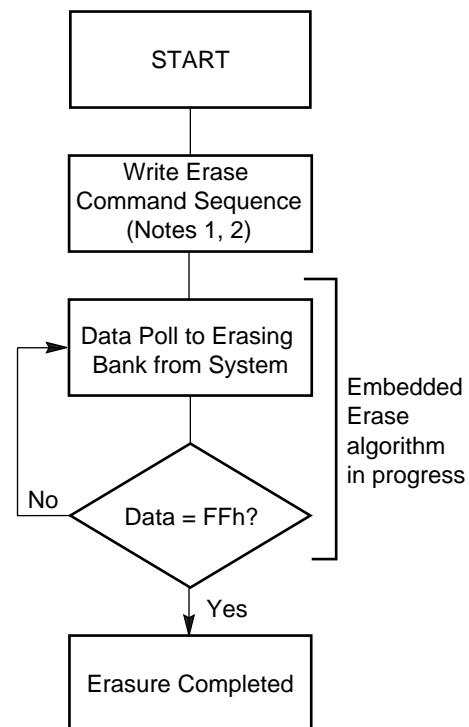 START
Write Erase
Command Sequence
(Notes 1, 2)
Data Poll to Erasing
Bank from System
Embedded
Erase
algorithm
in progress
No
Data = FFh?
Yes
Erasure Completed